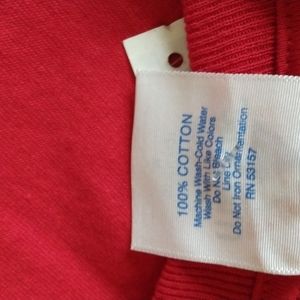 100% COTTON
Machine Wash-Cold Water
Wash With Like Colors
Do Not Bleach
Line Dry
Do Not Iron Ornamentation
RN 53157